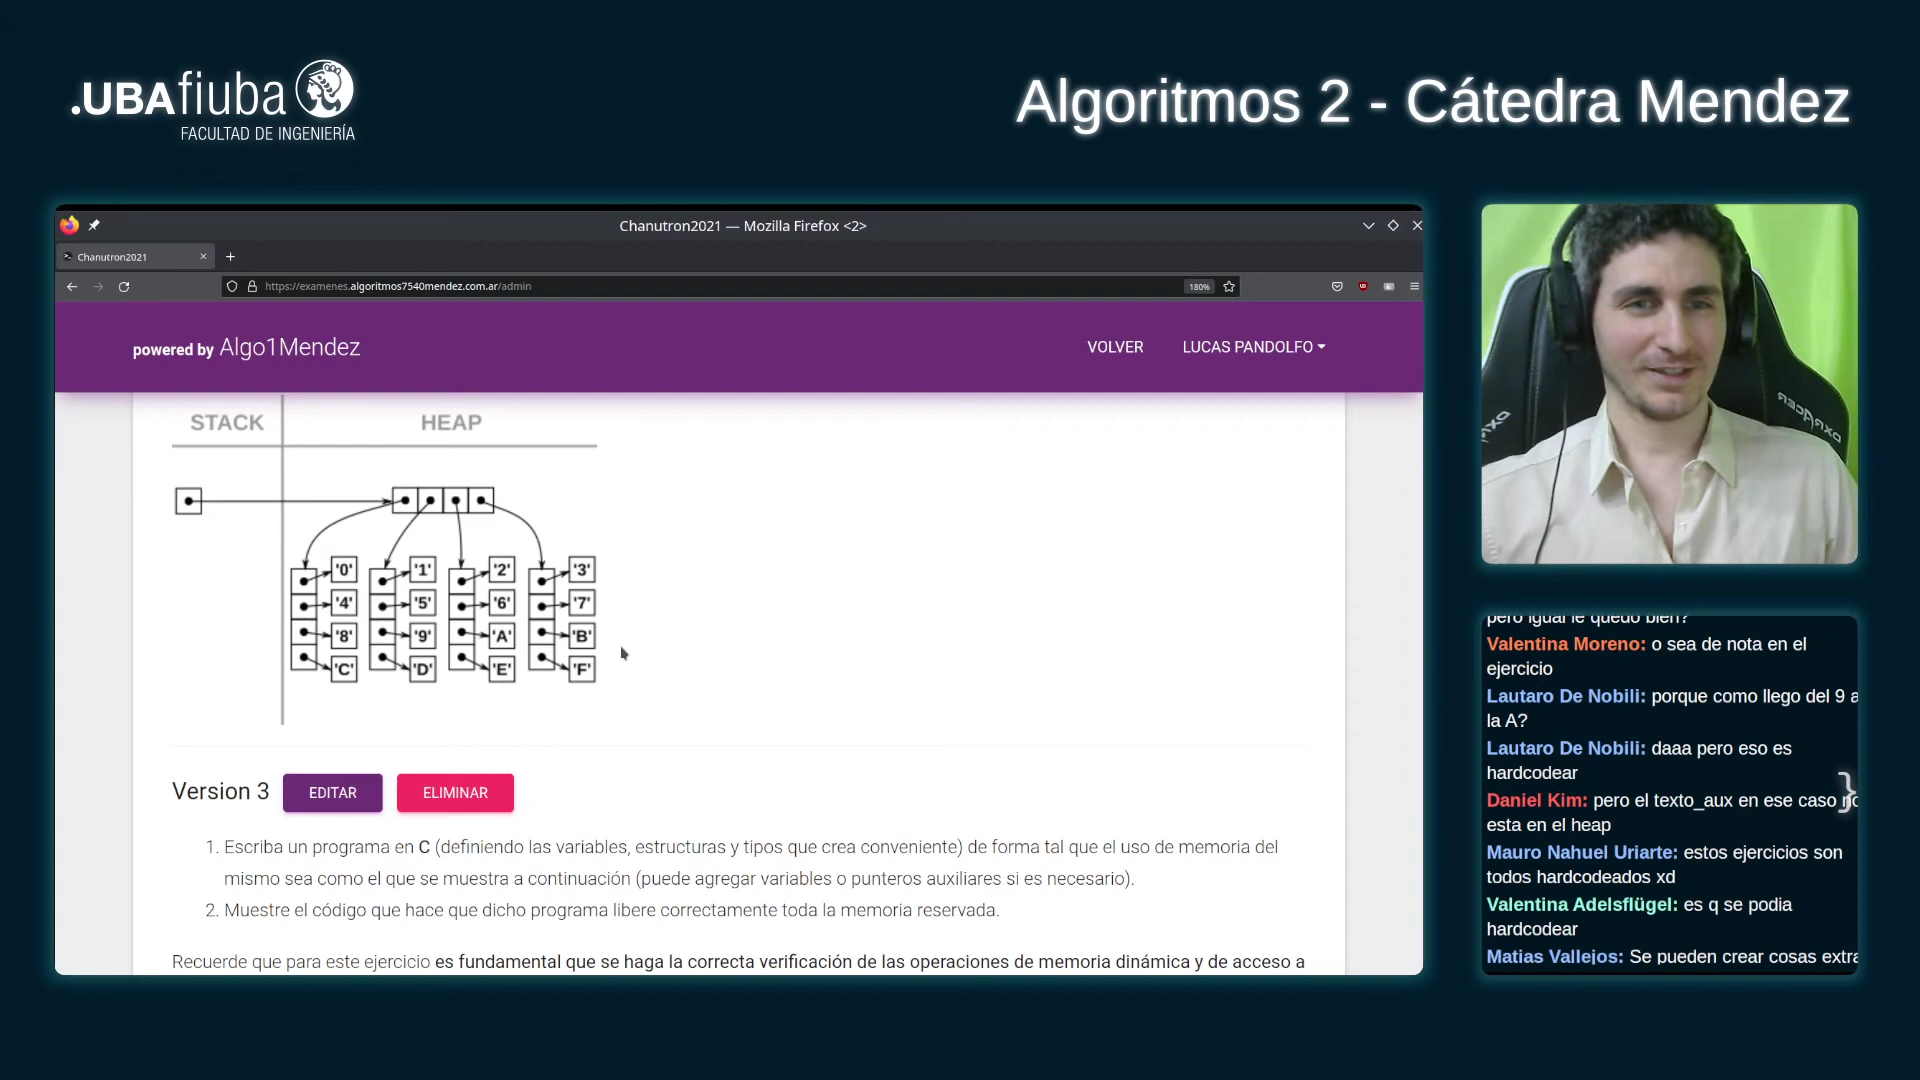 .UBAfiuba
FACULTAD DE INGENIERÍA
Algoritmos 2 - Cátedra Mendez
Chanutron2021 — Mozilla Firefox <2>
Chanutron2021
https://examenes.algoritmos7540mendez.com.ar/admin
180%
powered by Algo1Mendez
VOLVER
LUCAS PANDOLFO
STACK
HEAP
'0' '1' '2' '3'
'4' '5' '6' '7'
'8' '9' 'A' 'B'
'C' 'D' 'E' 'F'
Version 3
EDITAR
ELIMINAR
1. Escriba un programa en C (definiendo las variables, estructuras y tipos que crea conveniente) de forma tal que el uso de memoria del
mismo sea como el que se muestra a continuación (puede agregar variables o punteros auxiliares si es necesario).
2. Muestre el código que hace que dicho programa libere correctamente toda la memoria reservada.
Recuerde que para este ejercicio es fundamental que se haga la correcta verificación de las operaciones de memoria dinámica y de acceso a
DXRACER
pero igual le quedo bien?
Valentina Moreno: o sea de nota en el
ejercicio
Lautaro De Nobili: porque como llego del 9 a
la A?
Lautaro De Nobili: daaa pero eso es
hardcodear
Daniel Kim: pero el texto_aux en ese caso no
esta en el heap
Mauro Nahuel Uriarte: estos ejercicios son
todos hardcodeados xd
Valentina Adelsflügel: es q se podia
hardcodear
Matias Vallejos: Se pueden crear cosas extra
}